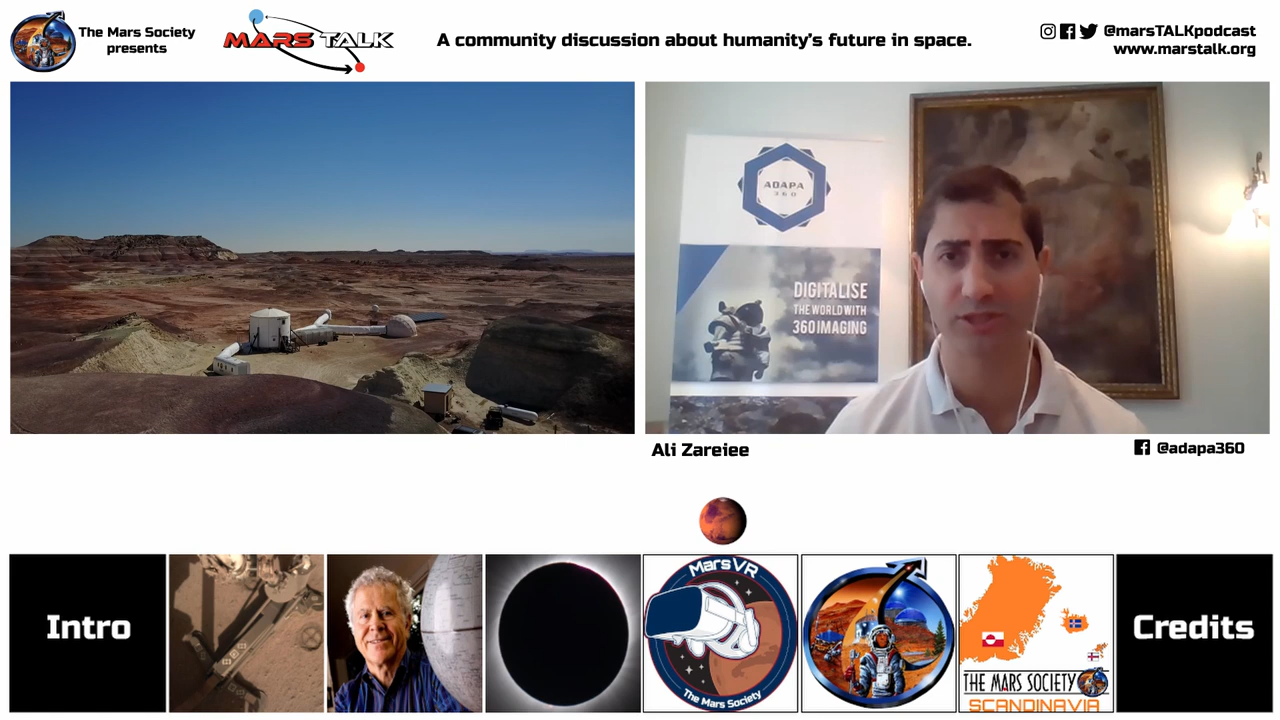 The Mars Society
presents
MARS TALK
A community discussion about humanity's future in space.
@marsTALKpodcast
www.marstalk.org
ADAPA
360
DIGITALISE
THE WORLD WITH
360 IMAGING
Ali Zareiee
@adapa360
Intro
MarsVR
The Mars Society
THE MARS SOCIETY
SCANDINAVIA
Credits